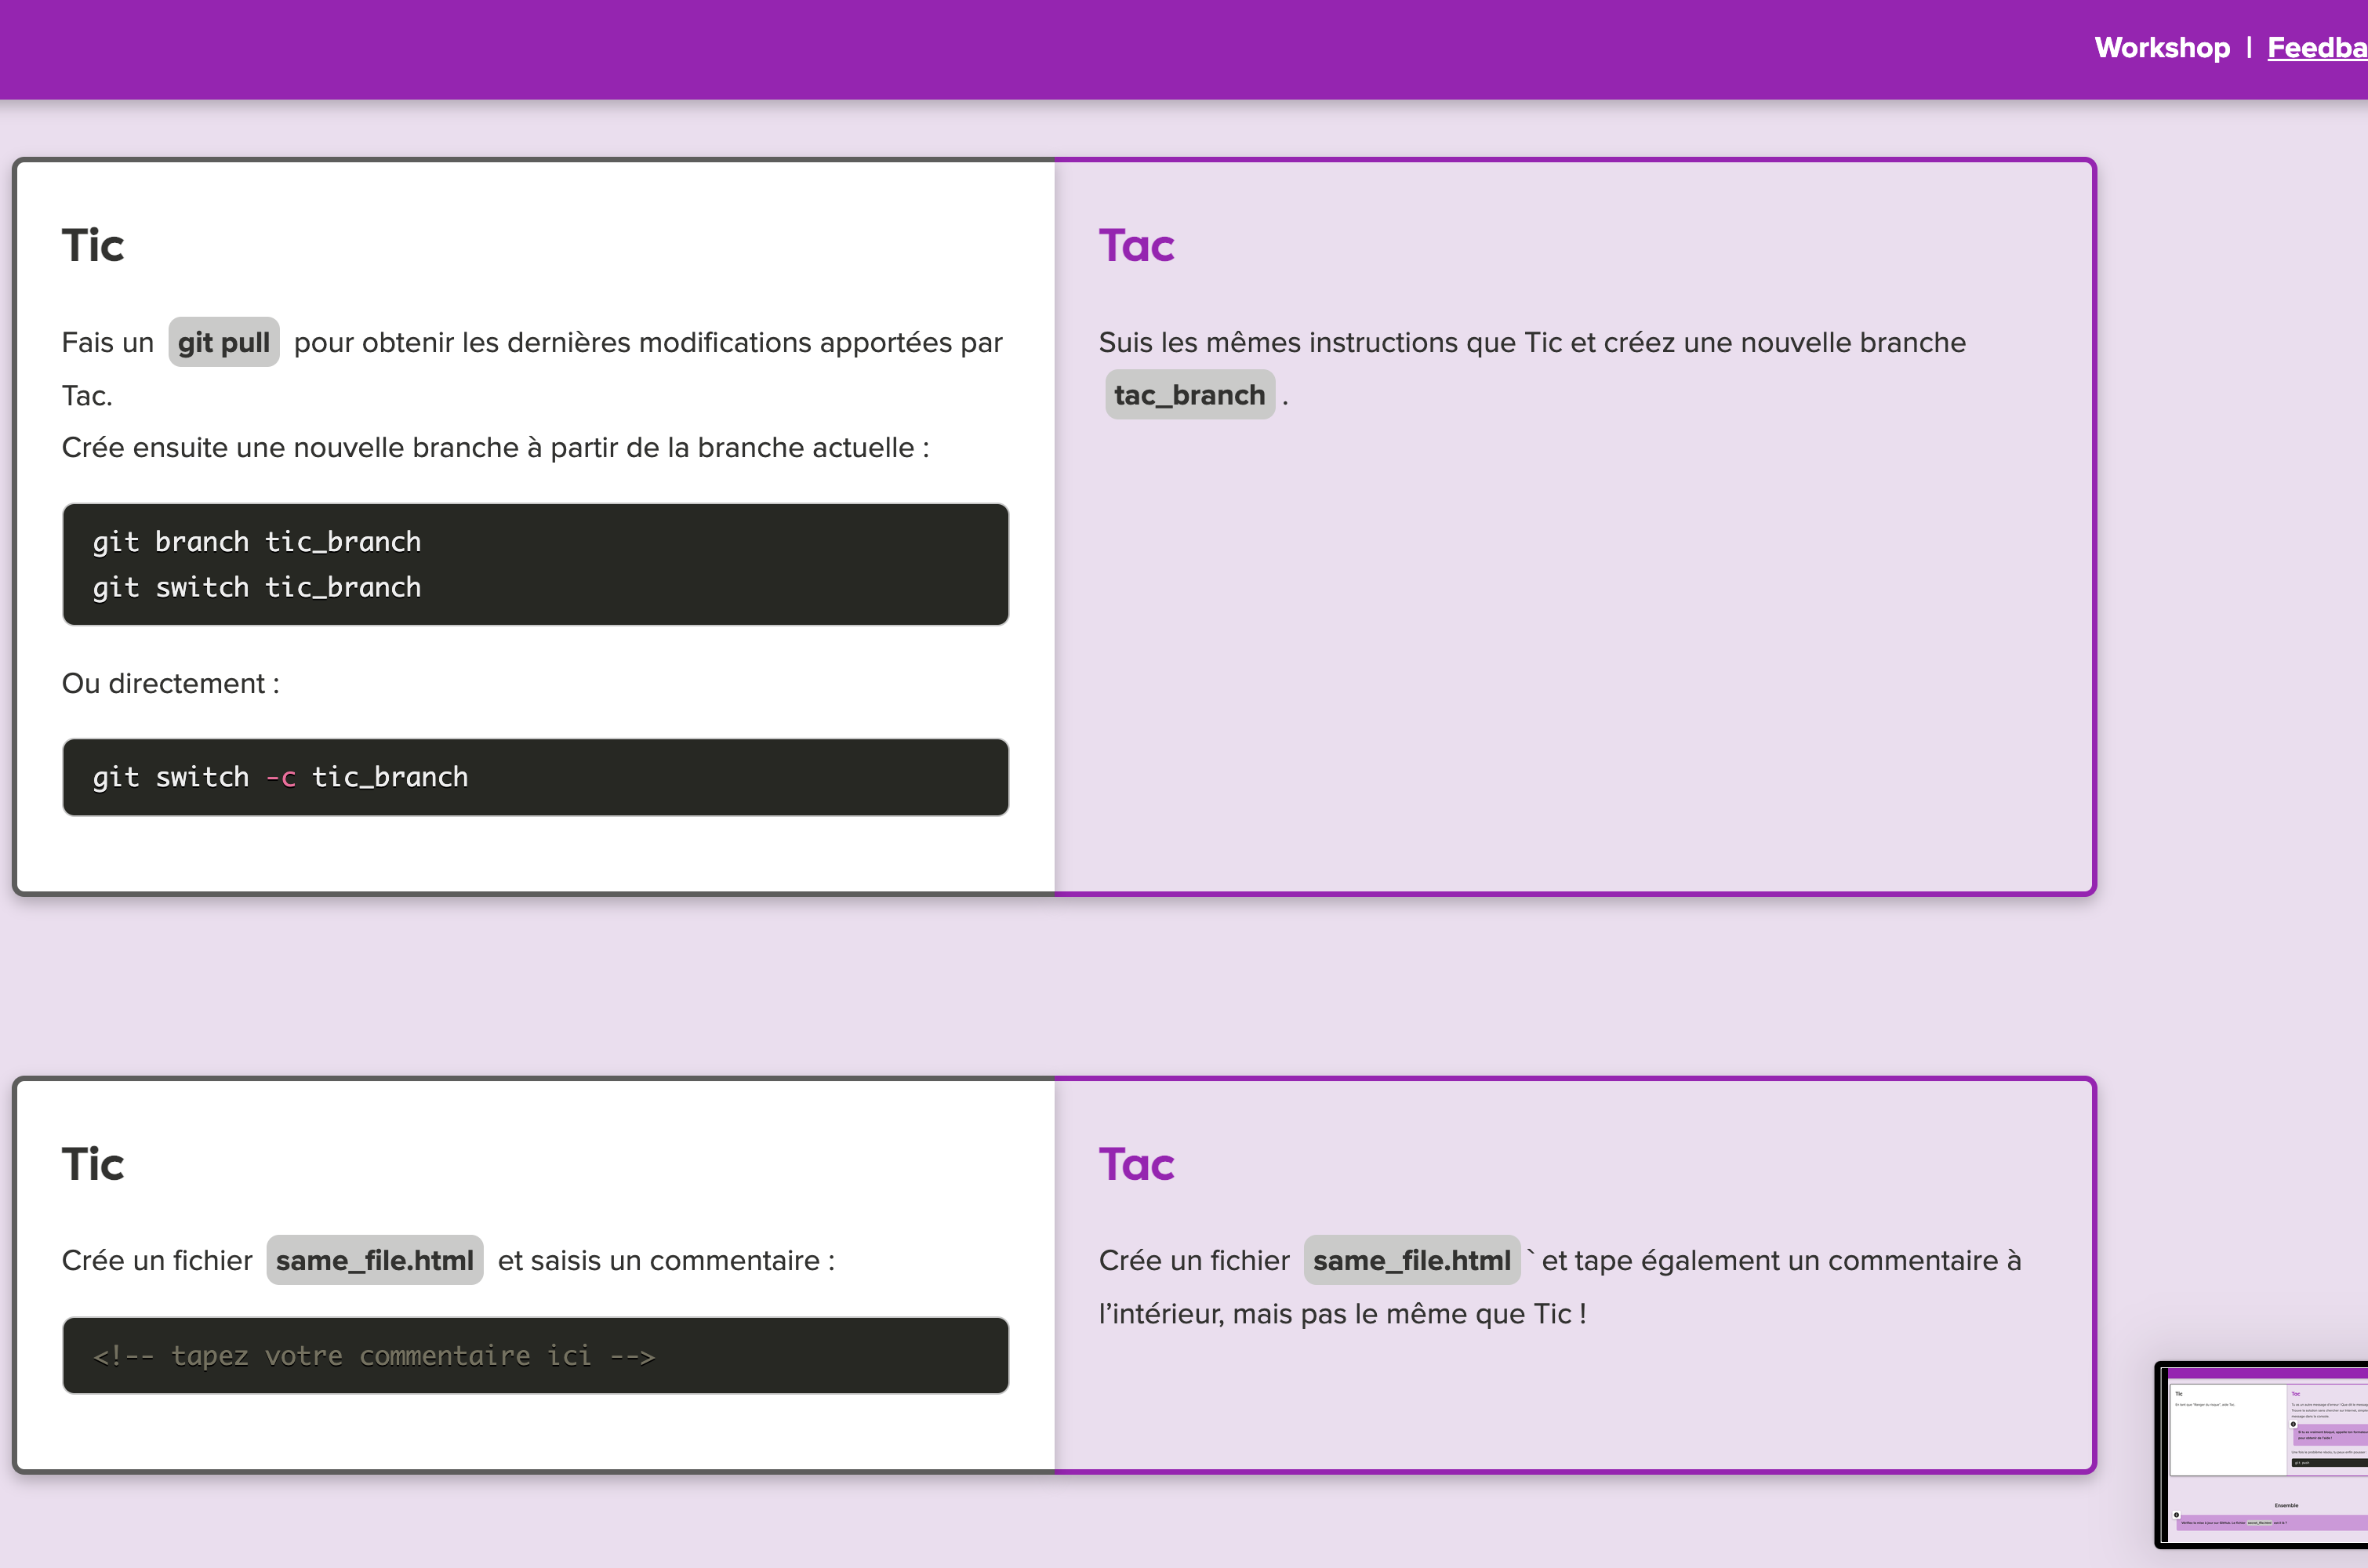 Workshop | Feedba
Tic
Fais un git pull pour obtenir les dernières modifications apportées par
Tac.
Crée ensuite une nouvelle branche à partir de la branche actuelle :
git branch tic_branch
git switch tic_branch
Ou directement :
git switch -c tic_branch
Tac
Suis les mêmes instructions que Tic et créez une nouvelle branche
tac_branch .
Tic
Crée un fichier same_file.html et saisis un commentaire :
<!-- tapez votre commentaire ici -->
Tac
Crée un fichier same_file.html ` et tape également un commentaire à
l’intérieur, mais pas le même que Tic !
Tic
Tac
Ensemble